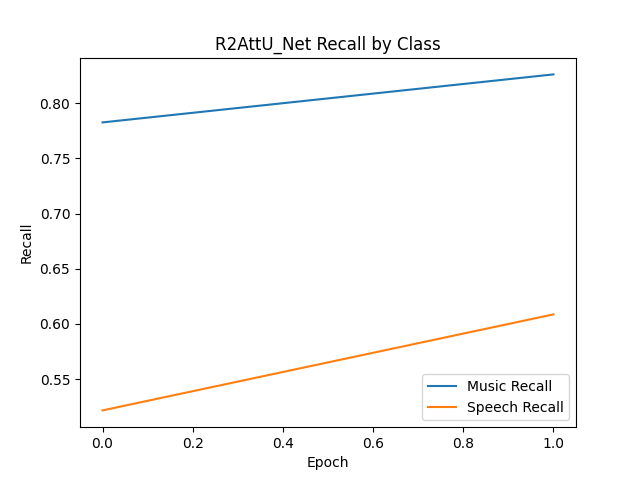 R2AttU_Net Recall by Class
0.80
0.75
0.70
0.65
0.60
0.55
Recall
Music Recall
Speech Recall
0.0 0.2 0.4 0.6 0.8 1.0
Epoch